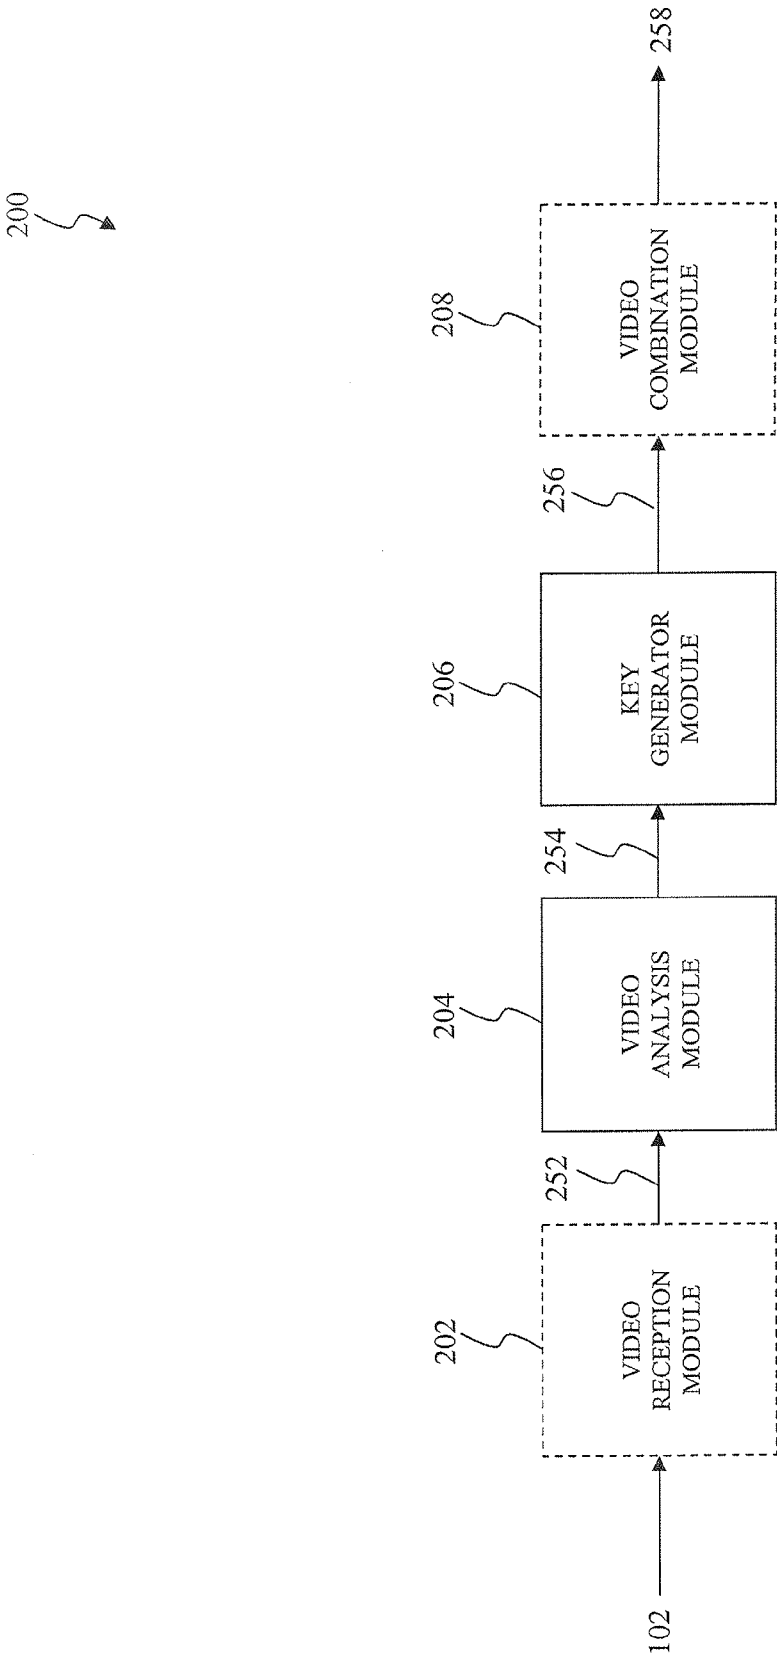 200
202
204
206
208
102
VIDEO
RECEPTION
MODULE
252
VIDEO
ANALYSIS
MODULE
254
KEY
GENERATOR
MODULE
256
VIDEO
COMBINATION
MODULE
258